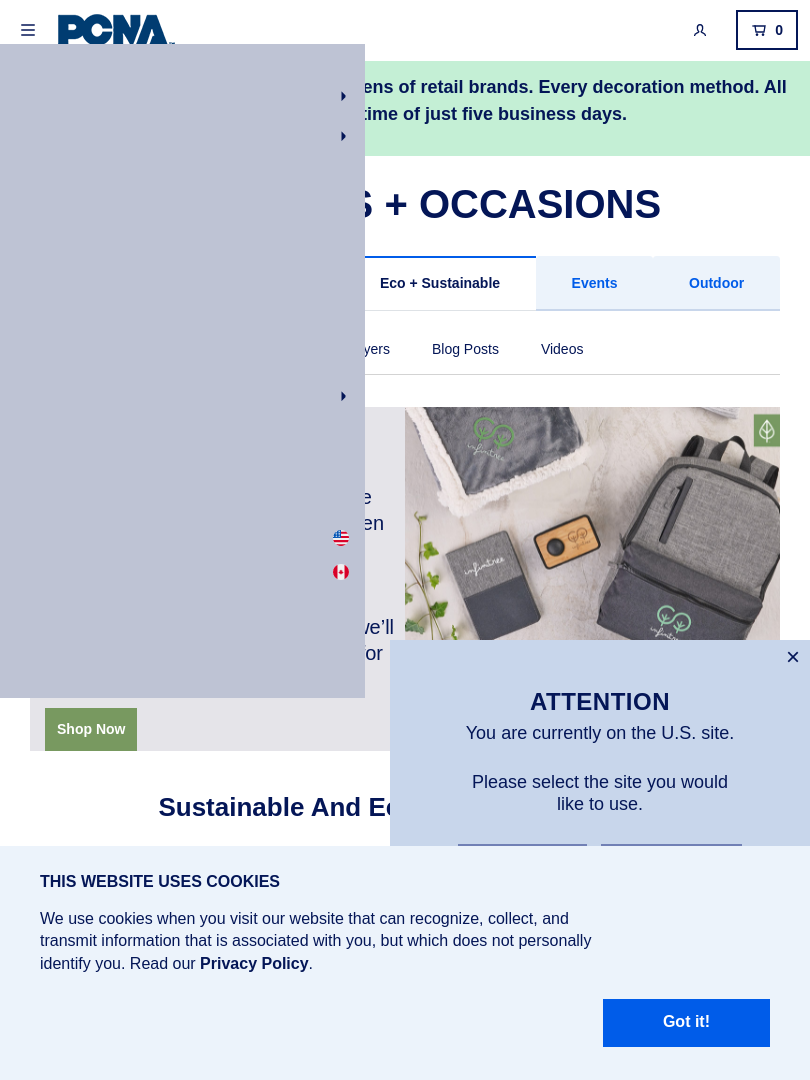 PCNA
0
ens of retail brands. Every decoration method. All
time of just five business days.
S + OCCASIONS
Eco + Sustainable
Events
Outdoor
yers
Blog Posts
Videos
infinitree
infinitree
infinitree
e
en
we'll
or
Shop Now
ATTENTION
You are currently on the U.S. site.
Please select the site you would
like to use.
Sustainable And Ec
THIS WEBSITE USES COOKIES
We use cookies when you visit our website that can recognize, collect, and
transmit information that is associated with you, but which does not personally
identify you. Read our Privacy Policy.
Got it!